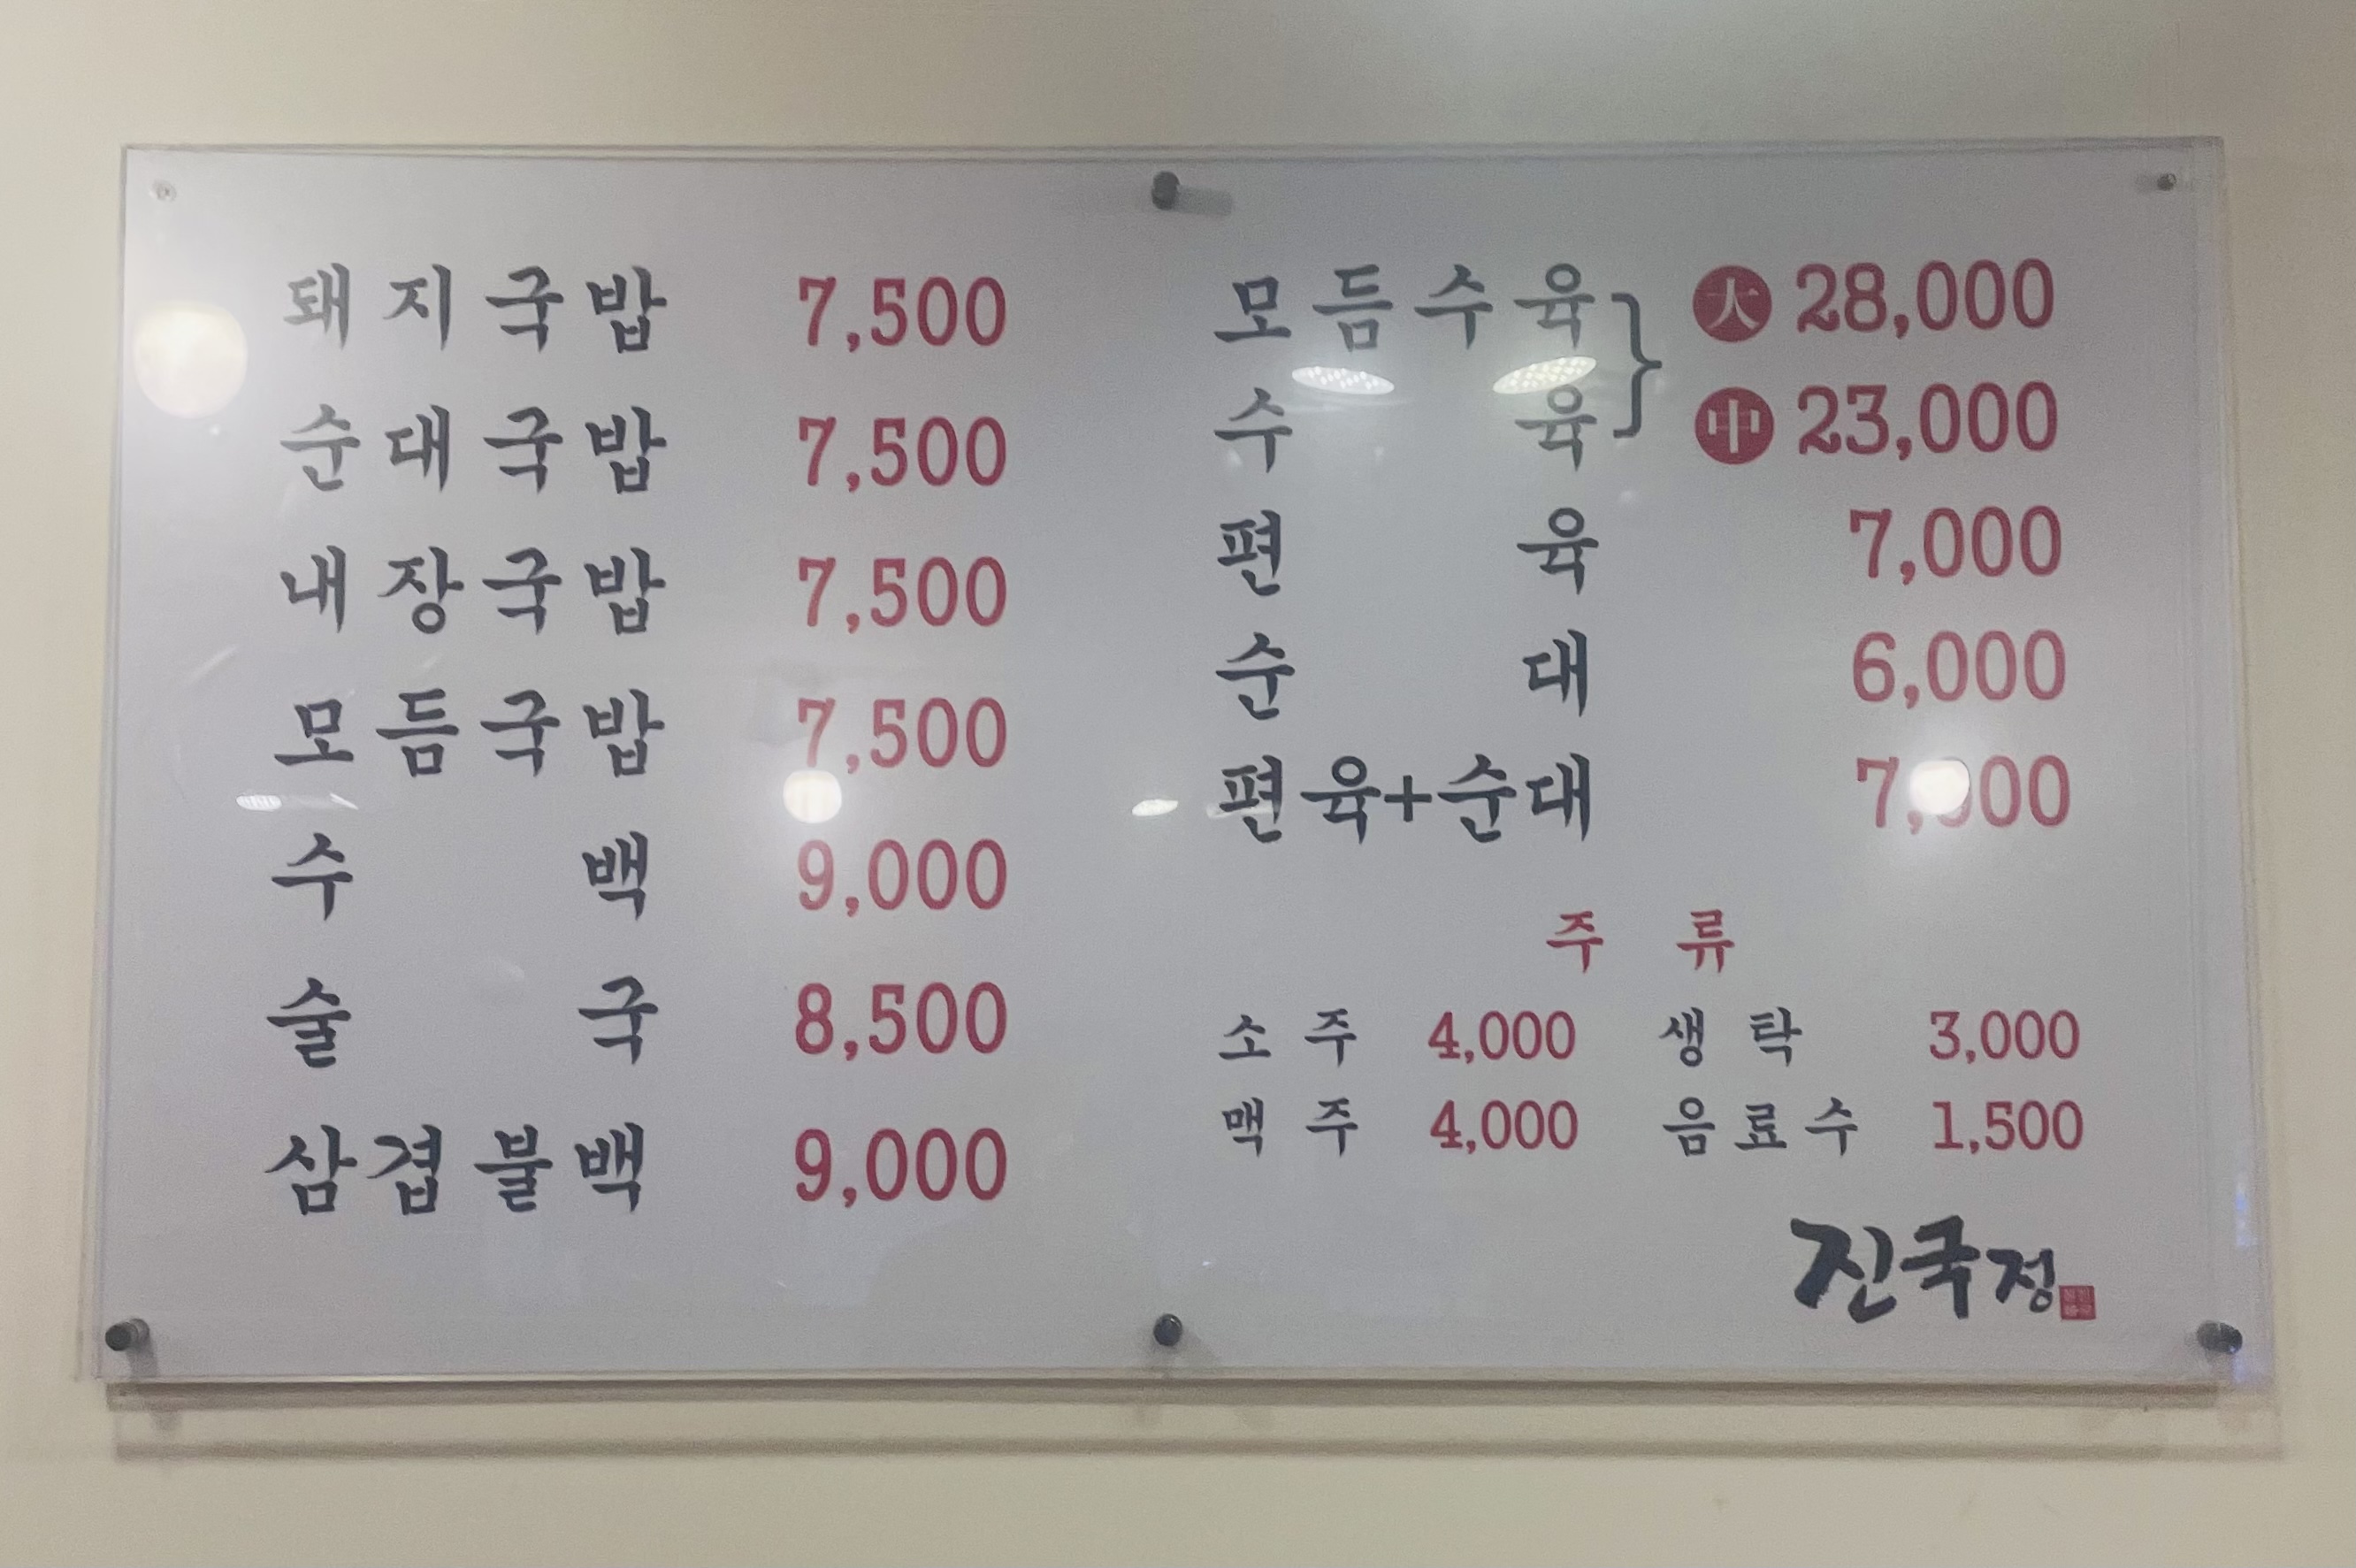 돼지국밥 7,500
순대국밥 7,500
내장국밥 7,500
모듬국밥 7,500
수백 9,000
술국 8,500
삼겹불백 9,000
모듬수육 大 28,000
수육 中 23,000
편육 7,000
순대 6,000
편육+순대
주류
소주 4,000 생탁 3,000
맥주 4,000 음료수 1,500
진국정